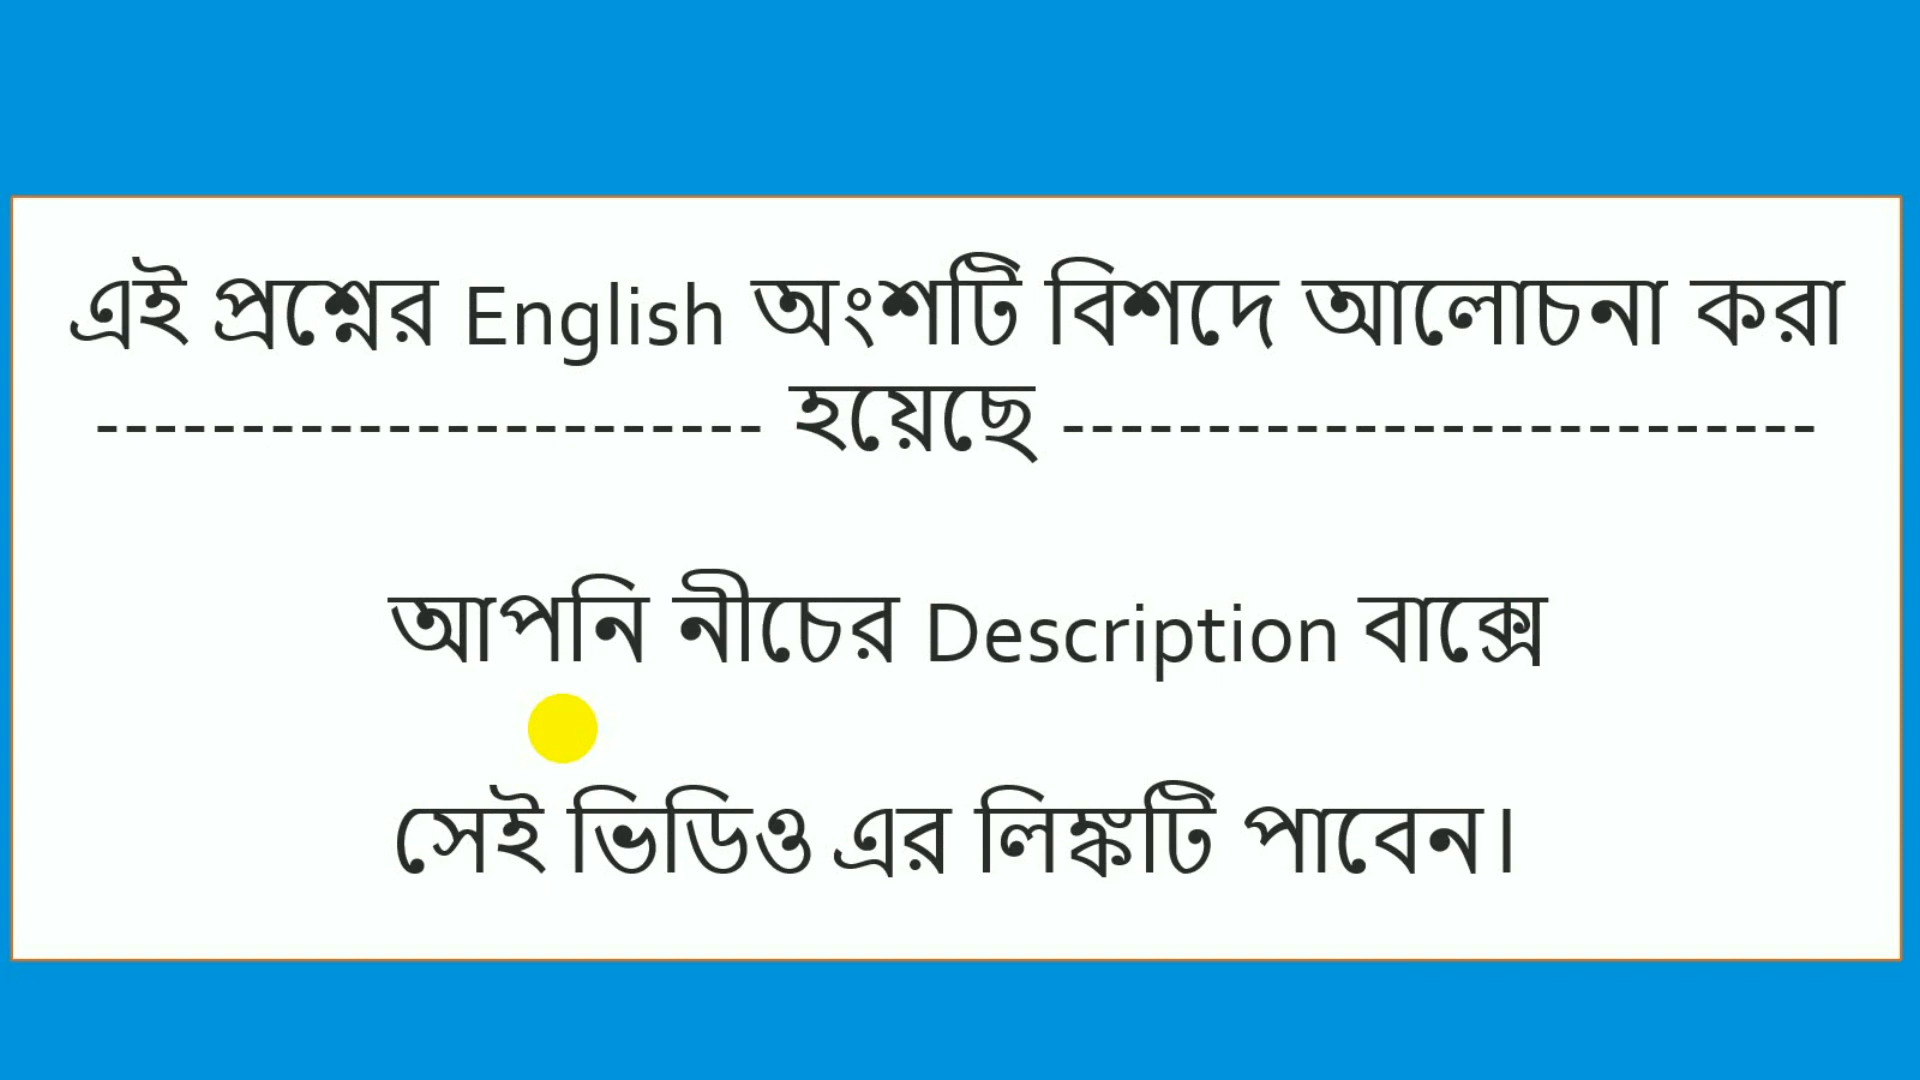 এই প্রশ্নের English অংশটি বিশদে আলোচনা করা
----------------------- হয়েছে --------------------------
আপনি নীচের Description বাক্সে
সেই ভিডিও এর লিঙ্কটি পাবেন।